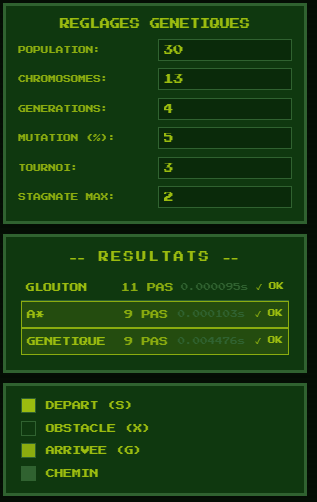 REGLAGES GENETIQUES
POPULATION: 30
CHROMOSOMES: 13
GENERATIONS: 4
MUTATION (%): 5
TOURNOI: 3
STAGNATE MAX: 2
-- RESULTATS --
GLOUTON 11 PAS 0.000095s ✓ OK
A* 9 PAS 0.000103s ✓ OK
GENETIQUE 9 PAS 0.004476s ✓ OK
DEPART (S)
OBSTACLE (X)
ARRIVEE (G)
CHEMIN